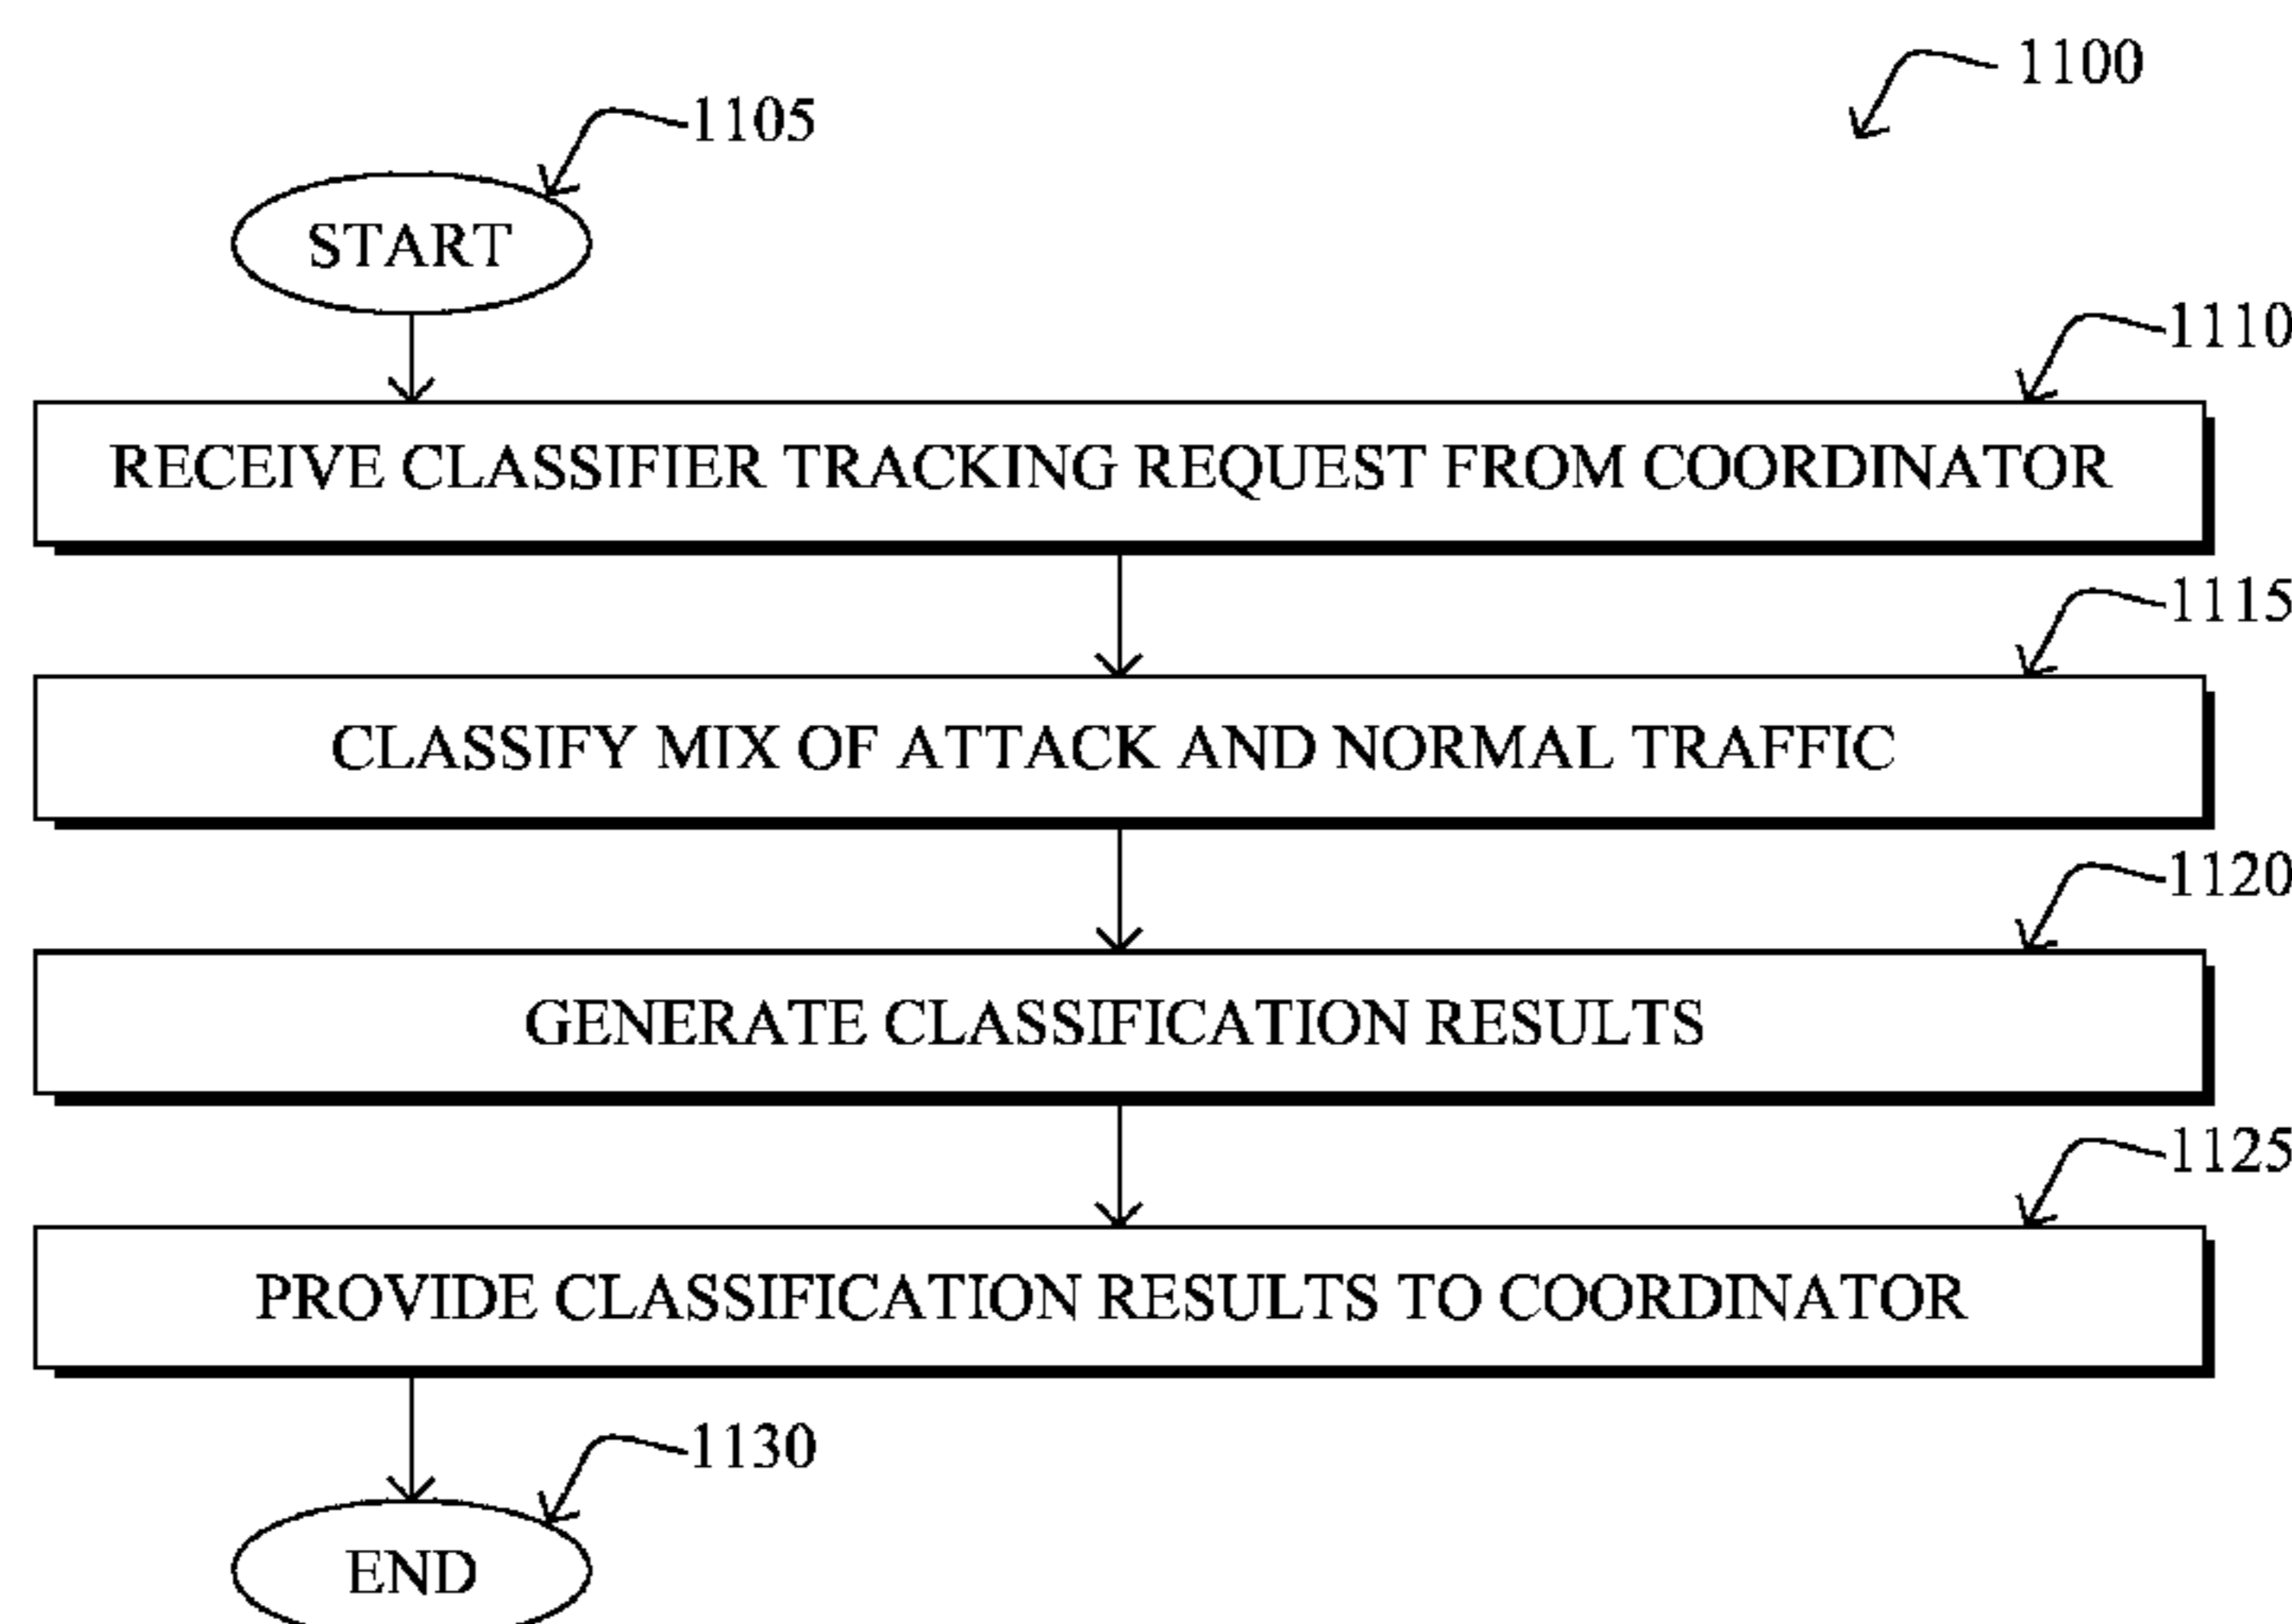 1100
1105
START
1110
RECEIVE CLASSIFIER TRACKING REQUEST FROM COORDINATOR
1115
CLASSIFY MIX OF ATTACK AND NORMAL TRAFFIC
1120
GENERATE CLASSIFICATION RESULTS
1125
PROVIDE CLASSIFICATION RESULTS TO COORDINATOR
1130
END